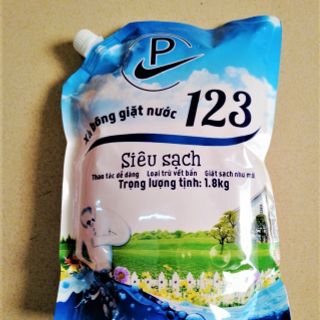 P
Xà bông giặt nước 123
Siêu sạch
Thao tác dễ dàng Loại trừ vết bẩn Giặt sạch như mới
Trọng lượng tịnh: 1.8kg